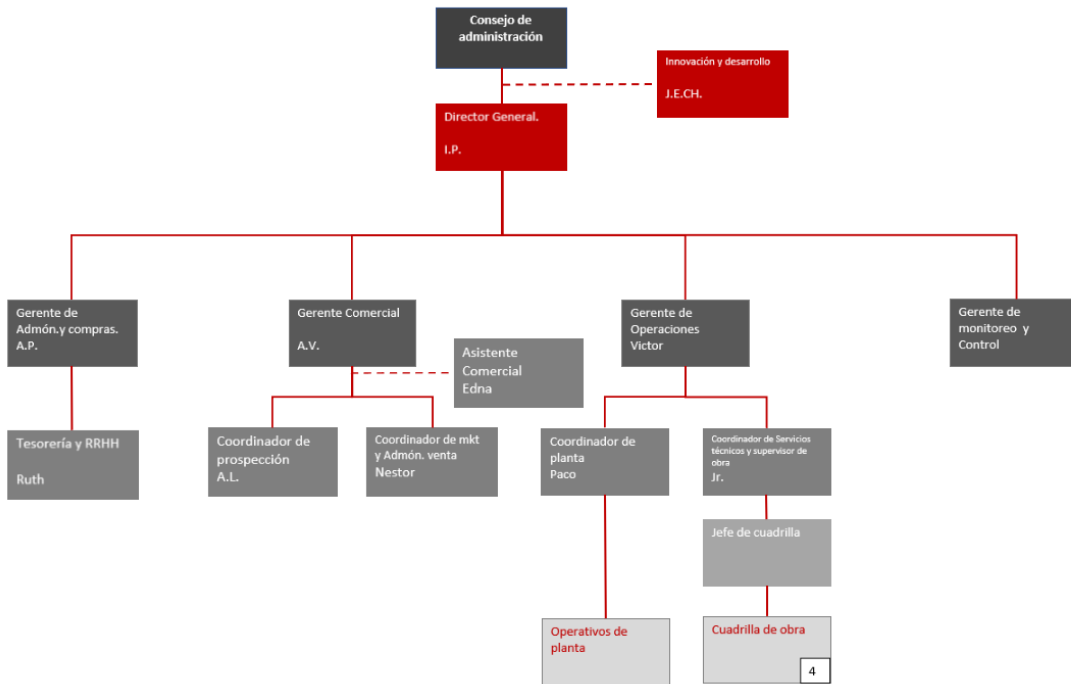 Consejo de
administración
Innovación y desarrollo
J.E.CH.
Director General.
I.P.
Gerente de
Admón.y compras.
A.P.
Gerente Comercial
A.V.
Gerente de
Operaciones
Victor
Gerente de
monitoreo y
Control
Asistente
Comercial
Edna
Tesorería y RRHH
Ruth
Coordinador de
prospección
A.L.
Coordinador de mkt
y Admón. venta
Nestor
Coordinador de
planta
Paco
Coordinador de Servicios
técnicos y supervisor de
obra
Jr.
Jefe de cuadrilla
Operativos de
planta
Cuadrilla de obra
4